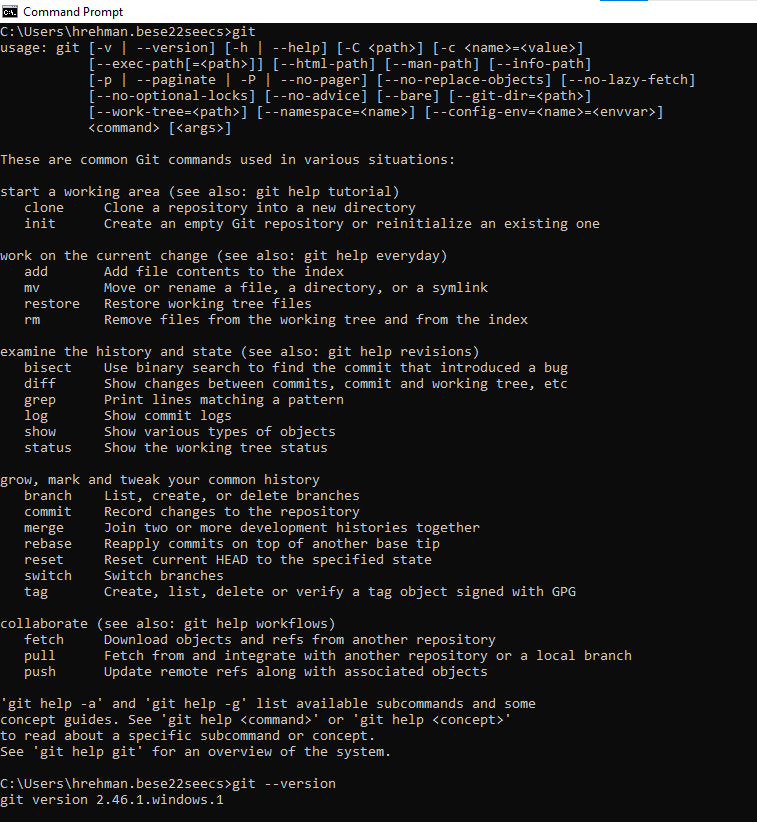 Command Prompt
C:\Users\hrehman.bese22seecs>git
usage: git [-v | --version] [-h | --help] [-C <path>] [-c <name>=<value>]
           [--exec-path[=<path>]] [--html-path] [--man-path] [--info-path]
           [-p | --paginate | -P | --no-pager] [--no-replace-objects] [--no-lazy-fetch]
           [--no-optional-locks] [--no-advice] [--bare] [--git-dir=<path>]
           [--work-tree=<path>] [--namespace=<name>] [--config-env=<name>=<envvar>]
           <command> [<args>]

These are common Git commands used in various situations:

start a working area (see also: git help tutorial)
   clone     Clone a repository into a new directory
   init      Create an empty Git repository or reinitialize an existing one

work on the current change (see also: git help everyday)
   add       Add file contents to the index
   mv        Move or rename a file, a directory, or a symlink
   restore   Restore working tree files
   rm        Remove files from the working tree and from the index

examine the history and state (see also: git help revisions)
   bisect    Use binary search to find the commit that introduced a bug
   diff      Show changes between commits, commit and working tree, etc
   grep      Print lines matching a pattern
   log       Show commit logs
   show      Show various types of objects
   status    Show the working tree status

grow, mark and tweak your common history
   branch    List, create, or delete branches
   commit    Record changes to the repository
   merge     Join two or more development histories together
   rebase    Reapply commits on top of another base tip
   reset     Reset current HEAD to the specified state
   switch    Switch branches
   tag       Create, list, delete or verify a tag object signed with GPG

collaborate (see also: git help workflows)
   fetch     Download objects and refs from another repository
   pull      Fetch from and integrate with another repository or a local branch
   push      Update remote refs along with associated objects

'git help -a' and 'git help -g' list available subcommands and some
concept guides. See 'git help <command>' or 'git help <concept>'
to read about a specific subcommand or concept.
See 'git help git' for an overview of the system.

C:\Users\hrehman.bese22seecs>git --version
git version 2.46.1.windows.1